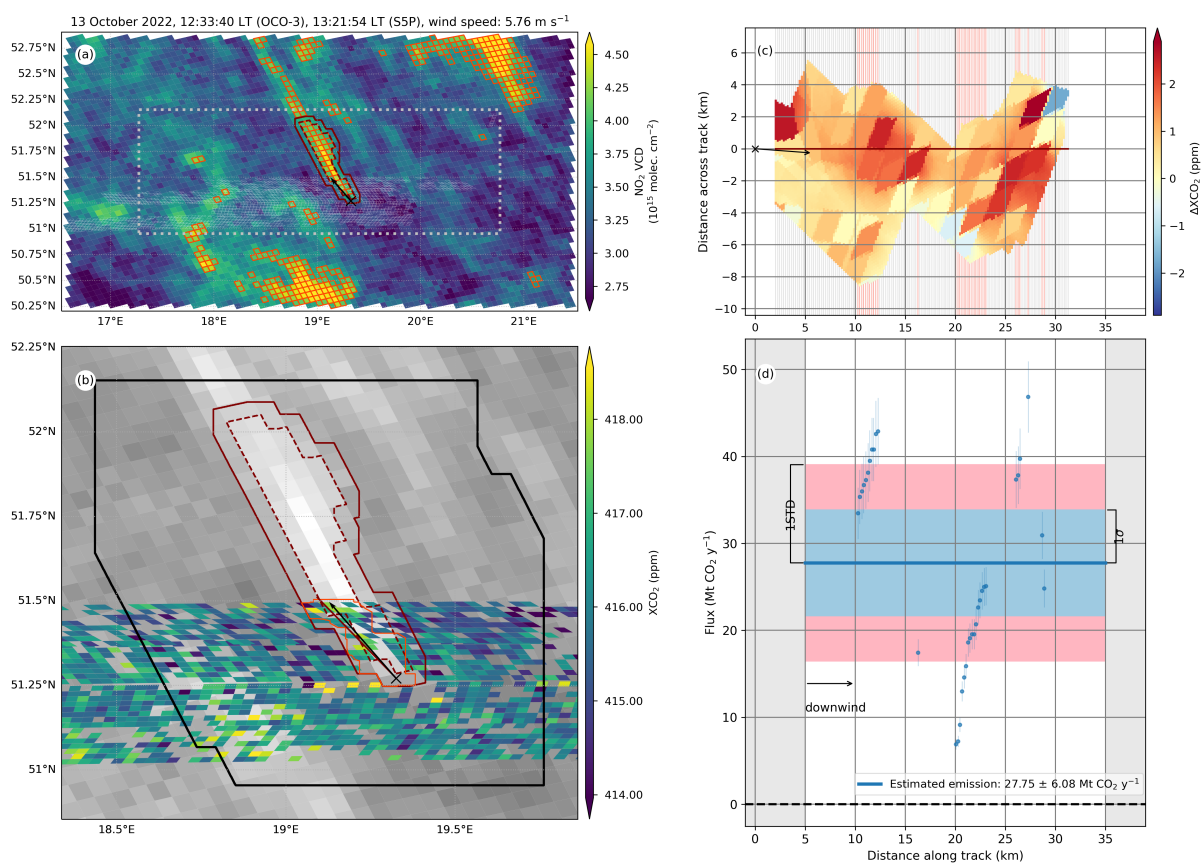 13 October 2022, 12:33:40 LT (OCO-3), 13:21:54 LT (S5P), wind speed: 5.76 m s⁻¹
(a)
52.75°N
52.5°N
52.25°N
52°N
51.75°N
51.5°N
51.25°N
51°N
50.75°N
50.5°N
50.25°N
17°E 18°E 19°E 20°E 21°E
4.50
4.25
4.00
3.75
3.50
3.25
3.00
2.75
NO₂ VCD
(10¹⁵ molec. cm⁻²)
(b)
52.25°N
52°N
51.75°N
51.5°N
51.25°N
51°N
18.5°E 19°E 19.5°E
418.00
417.00
416.00
415.00
414.00
XCO₂ (ppm)
(c)
6
4
2
0
−2
−4
−6
−8
−10
Distance across track (km)
0 5 10 15 20 25 30 35
2
1
0
−1
−2
ΔXCO₂ (ppm)
(d)
50
40
30
20
10
0
Flux (Mt CO₂ y⁻¹)
1STD
1σ
downwind
Estimated emission: 27.75 ± 6.08 Mt CO₂ y⁻¹
0 5 10 15 20 25 30 35
Distance along track (km)